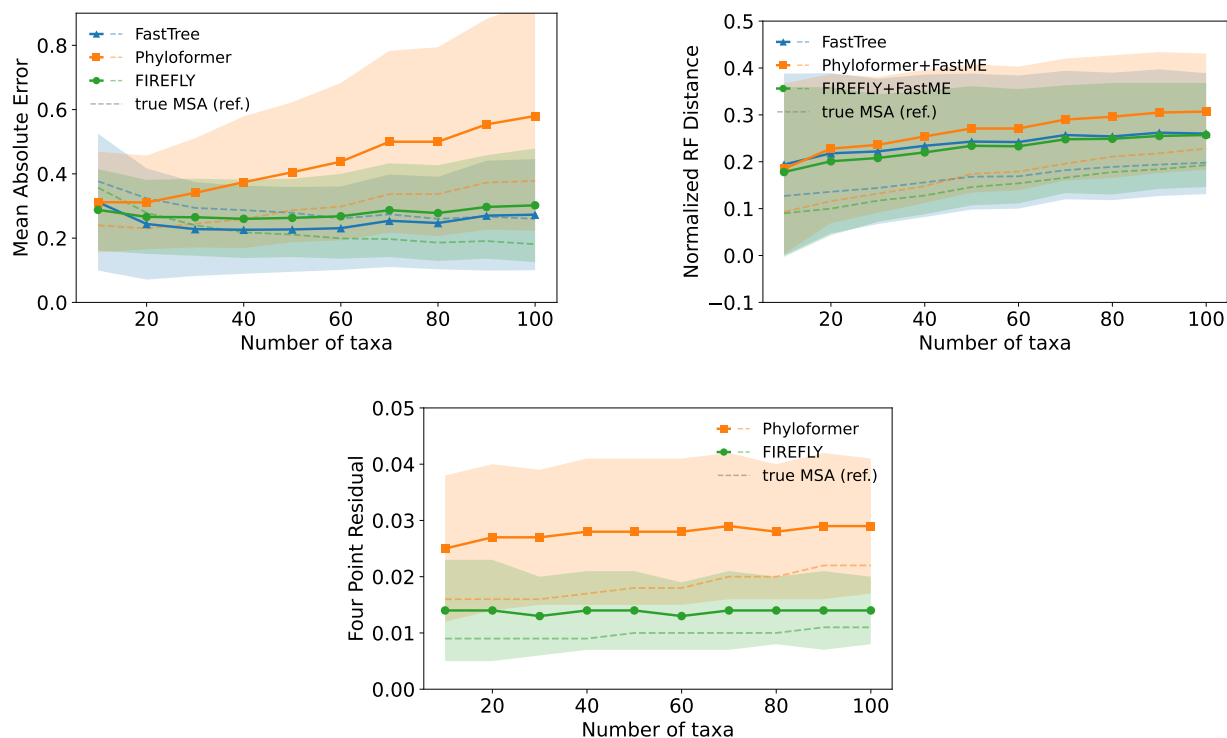 0.8
0.6
0.4
0.2
0.0
Mean Absolute Error
FastTree
Phyloformer
FIREFLY
true MSA (ref.)
20 40 60 80 100
Number of taxa
0.5
0.4
0.3
0.2
0.1
0.0
−0.1
Normalized RF Distance
FastTree
Phyloformer+FastME
FIREFLY+FastME
true MSA (ref.)
20 40 60 80 100
Number of taxa
0.05
0.04
0.03
0.02
0.01
0.00
Four Point Residual
Phyloformer
FIREFLY
true MSA (ref.)
20 40 60 80 100
Number of taxa